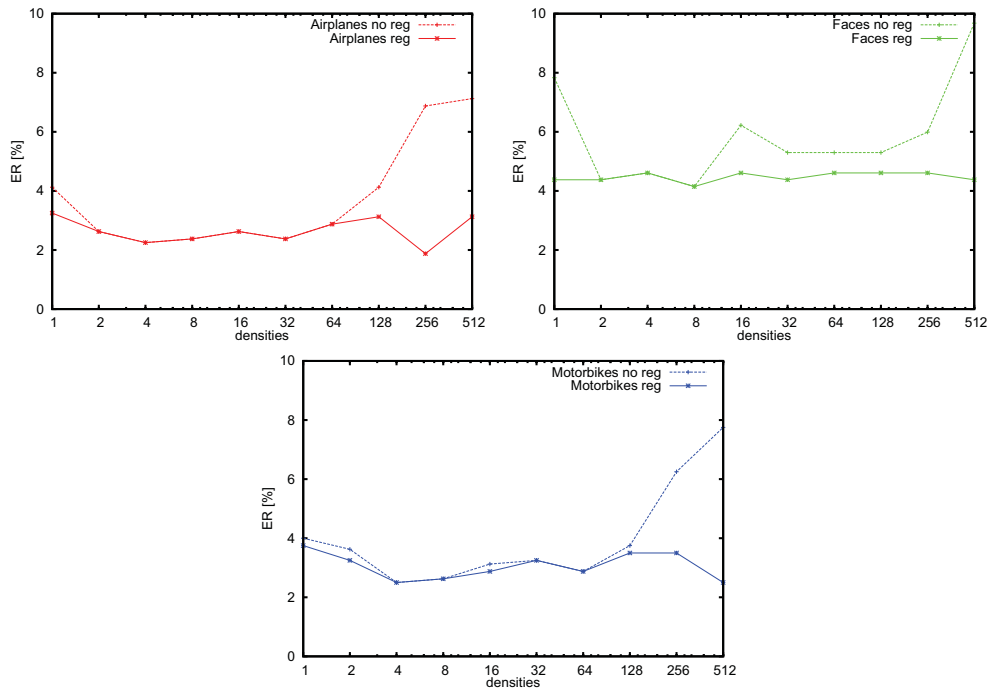 Airplanes no reg
Airplanes reg
ER [%]
10
8
6
4
2
0
1 2 4 8 16 32 64 128 256 512
densities
Faces no reg
Faces reg
ER [%]
10
8
6
4
2
0
1 2 4 8 16 32 64 128 256 512
densities
Motorbikes no reg
Motorbikes reg
ER [%]
10
8
6
4
2
0
1 2 4 8 16 32 64 128 256 512
densities